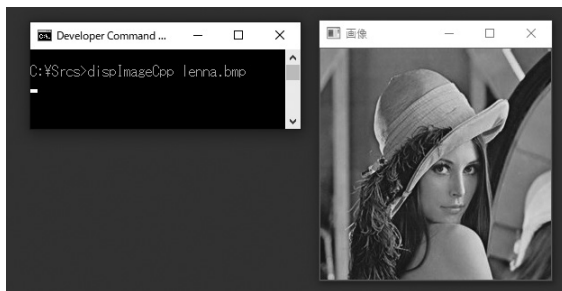 Developer Command ...
C:¥Srcs>dispImageCpp lenna.bmp
画像